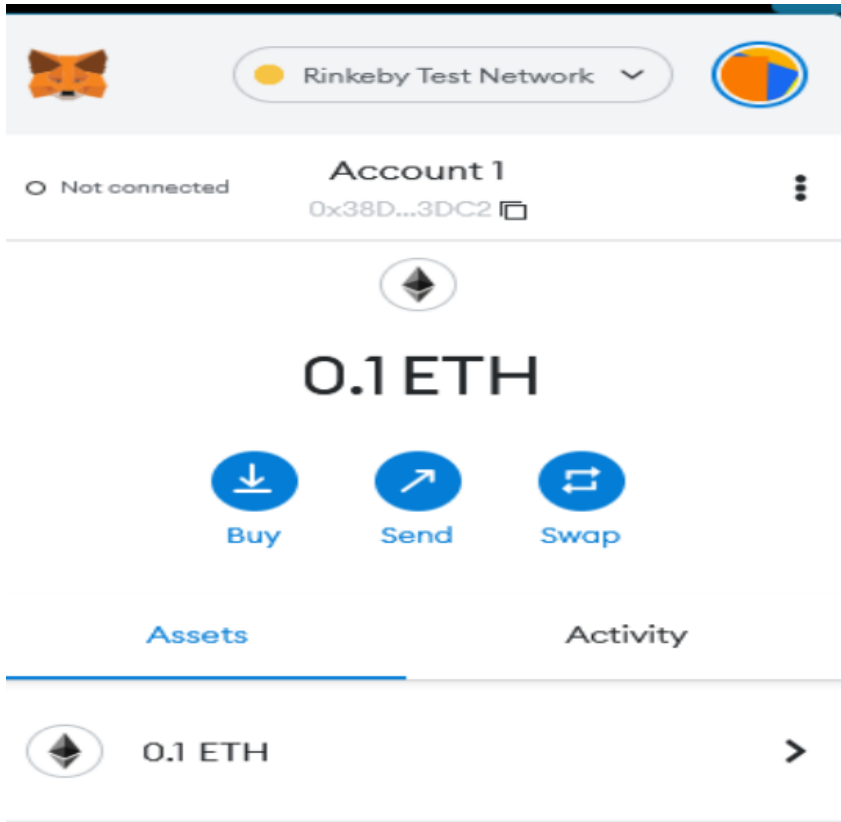 Rinkeby Test Network
Not connected
Account 1
0x38D...3DC2
0.1 ETH
Buy Send Swap
Assets Activity
0.1 ETH